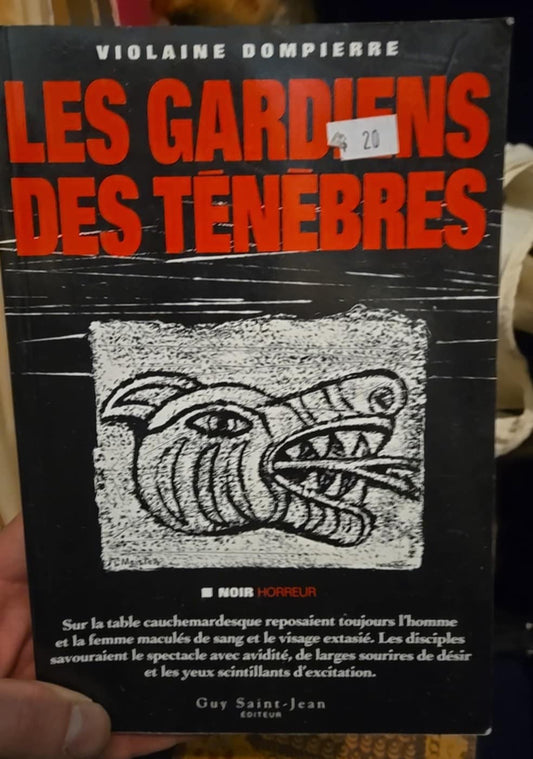 VIOLAINE DOMPIERRE
LES GARDIENS
$ 20
DES TÉNÈBRES
NOIR HORREUR
Sur la table cauchemardesque reposaient toujours l'homme
et la femme maculés de sang et le visage extasié. Les disciples
savouraient le spectacle avec avidité, de larges sourires de désir
et les yeux scintillants d'excitation.
Guy Saint-Jean
ÉDITEUR